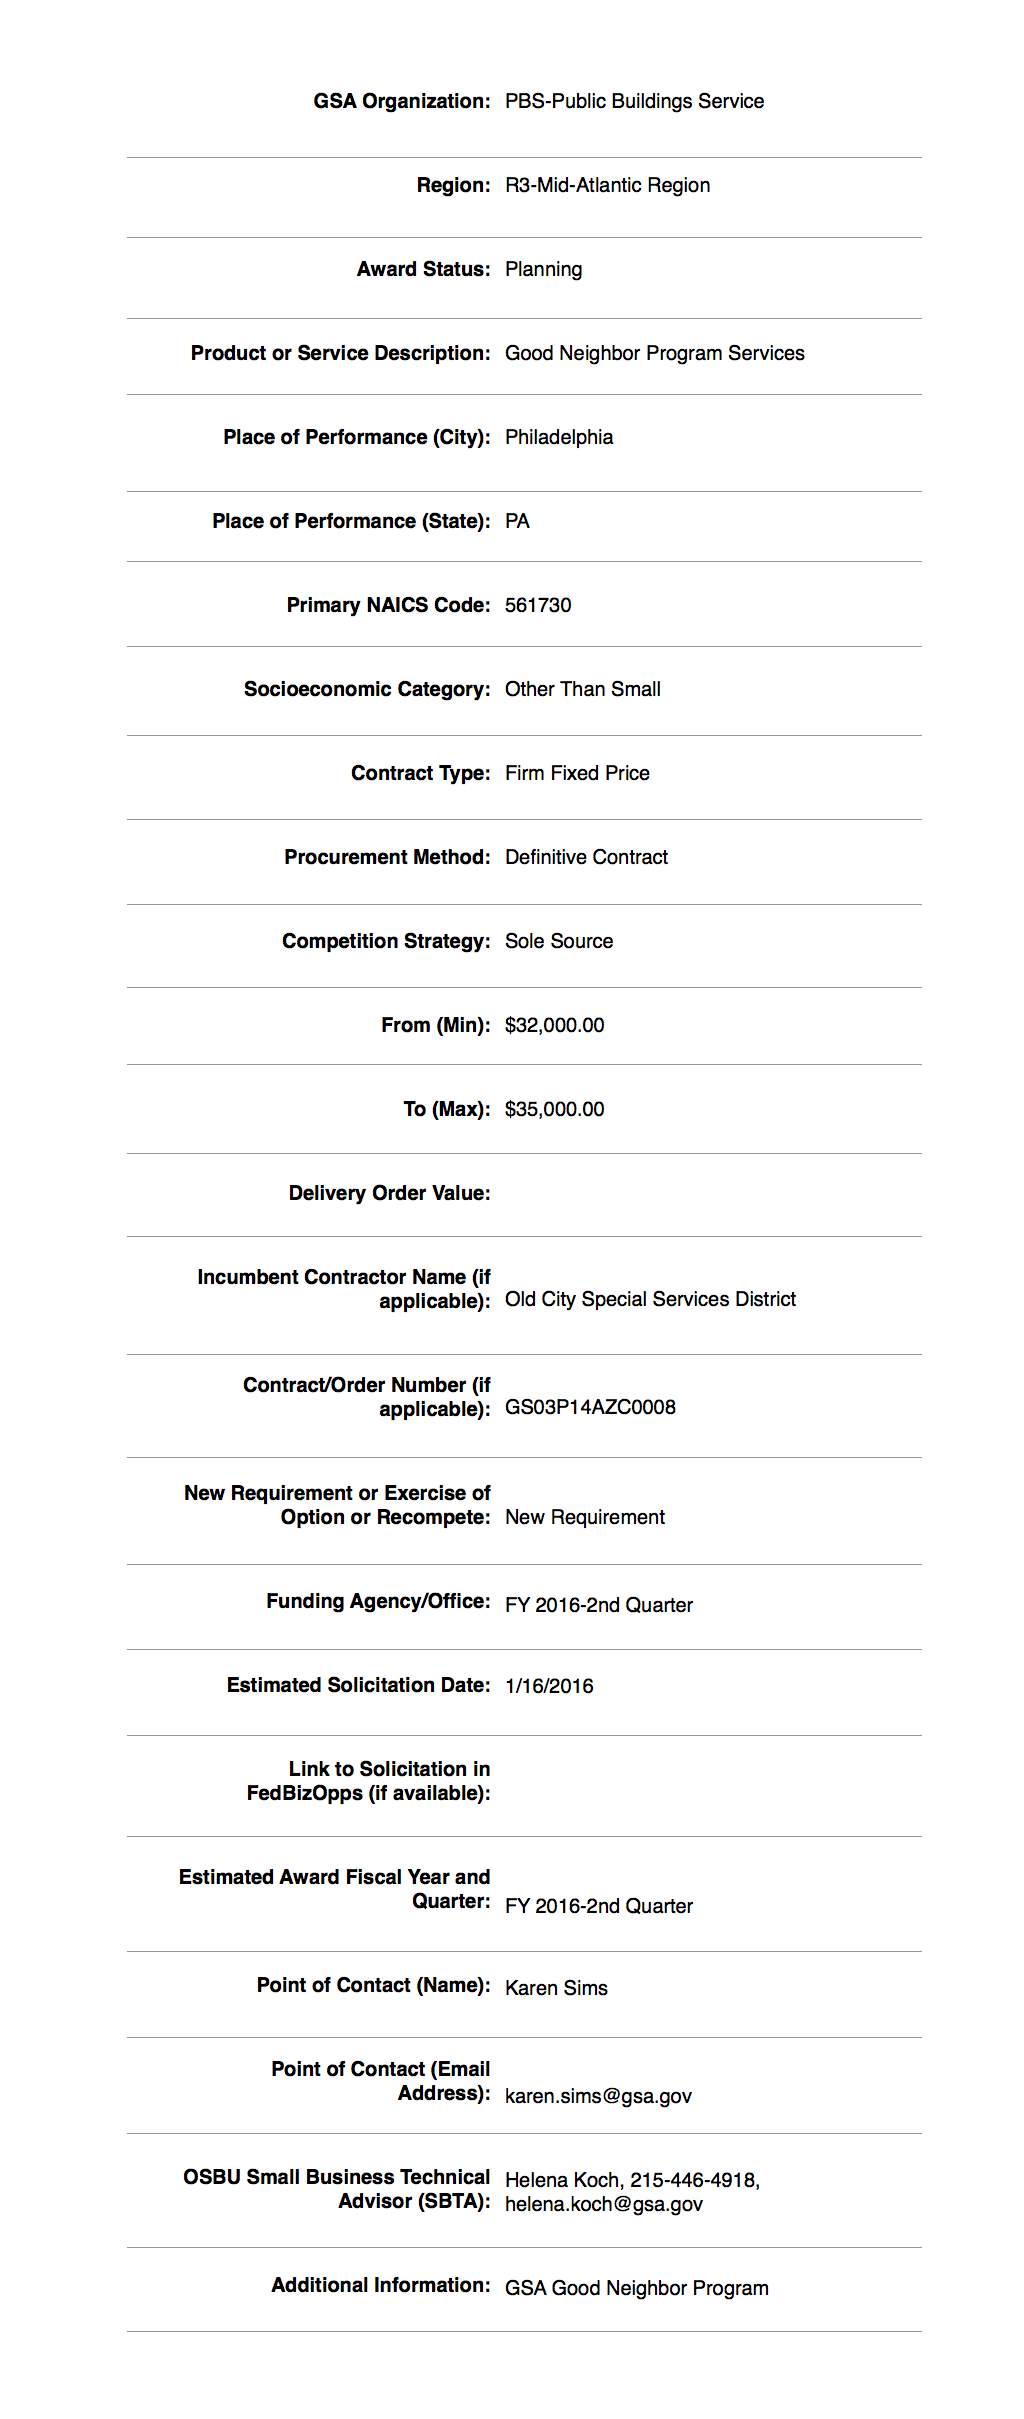 GSA Organization: PBS-Public Buildings Service
Region: R3-Mid-Atlantic Region
Award Status: Planning
Product or Service Description: Good Neighbor Program Services
Place of Performance (City): Philadelphia
Place of Performance (State): PA
Primary NAICS Code: 561730
Socioeconomic Category: Other Than Small
Contract Type: Firm Fixed Price
Procurement Method: Definitive Contract
Competition Strategy: Sole Source
From (Min): $32,000.00
To (Max): $35,000.00
Delivery Order Value:
Incumbent Contractor Name (if
applicable): Old City Special Services District
Contract/Order Number (if
applicable): GS03P14AZC0008
New Requirement or Exercise of
Option or Recompete: New Requirement
Funding Agency/Office: FY 2016-2nd Quarter
Estimated Solicitation Date: 1/16/2016
Link to Solicitation in
FedBizOpps (if available):
Estimated Award Fiscal Year and
Quarter: FY 2016-2nd Quarter
Point of Contact (Name): Karen Sims
Point of Contact (Email
Address): karen.sims@gsa.gov
OSBU Small Business Technical Helena Koch, 215-446-4918,
Advisor (SBTA): helena.koch@gsa.gov
Additional Information: GSA Good Neighbor Program